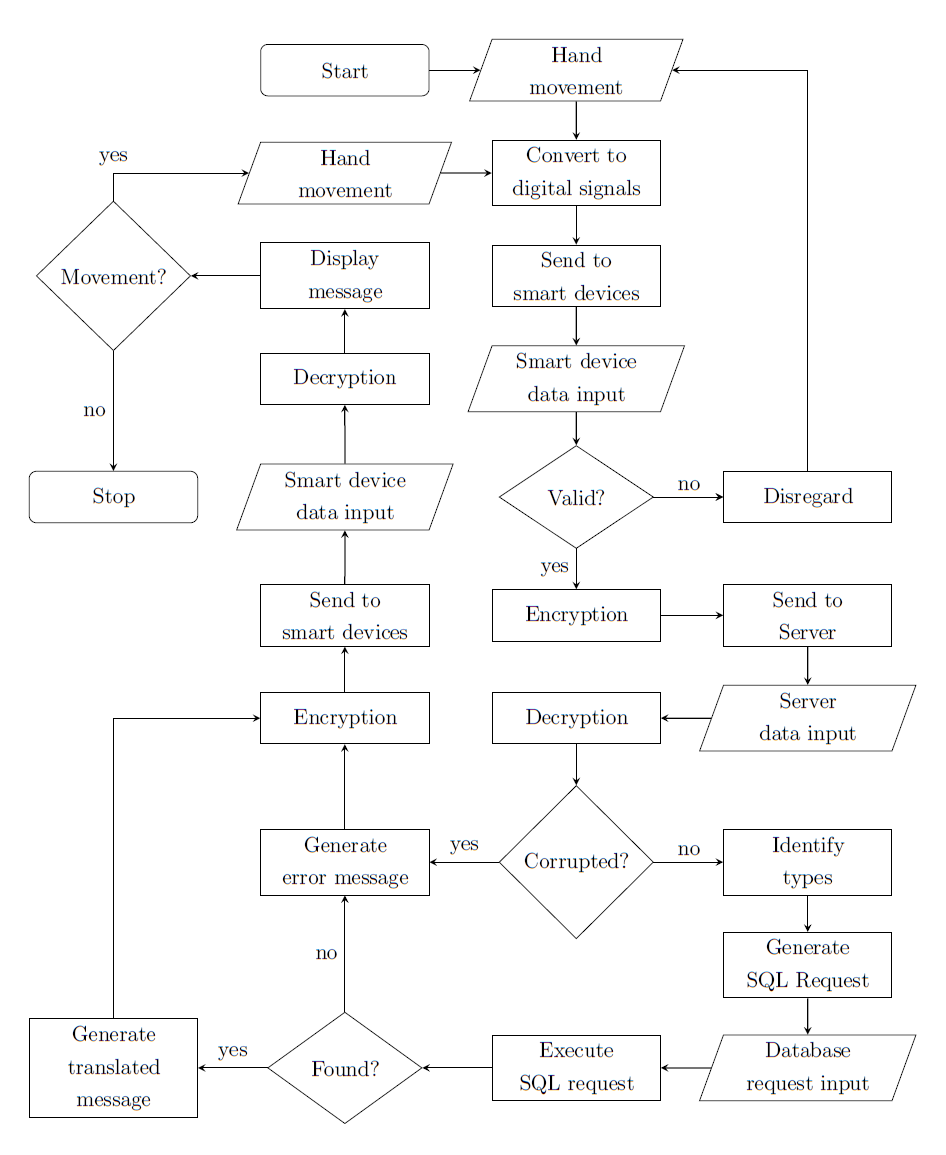 Start
Hand
movement
yes
Hand
movement
Convert to
digital signals
Movement?
Display
message
Send to
smart devices
Decryption
Smart device
data input
no
Stop
Smart device
data input
Valid?
no
Disregard
yes
Send to
smart devices
Encryption
Send to
Server
Encryption
Decryption
Server
data input
Generate
error message
yes
Corrupted?
no
Identify
types
no
Generate
SQL Request
Generate
translated
message
yes
Found?
Execute
SQL request
Database
request input